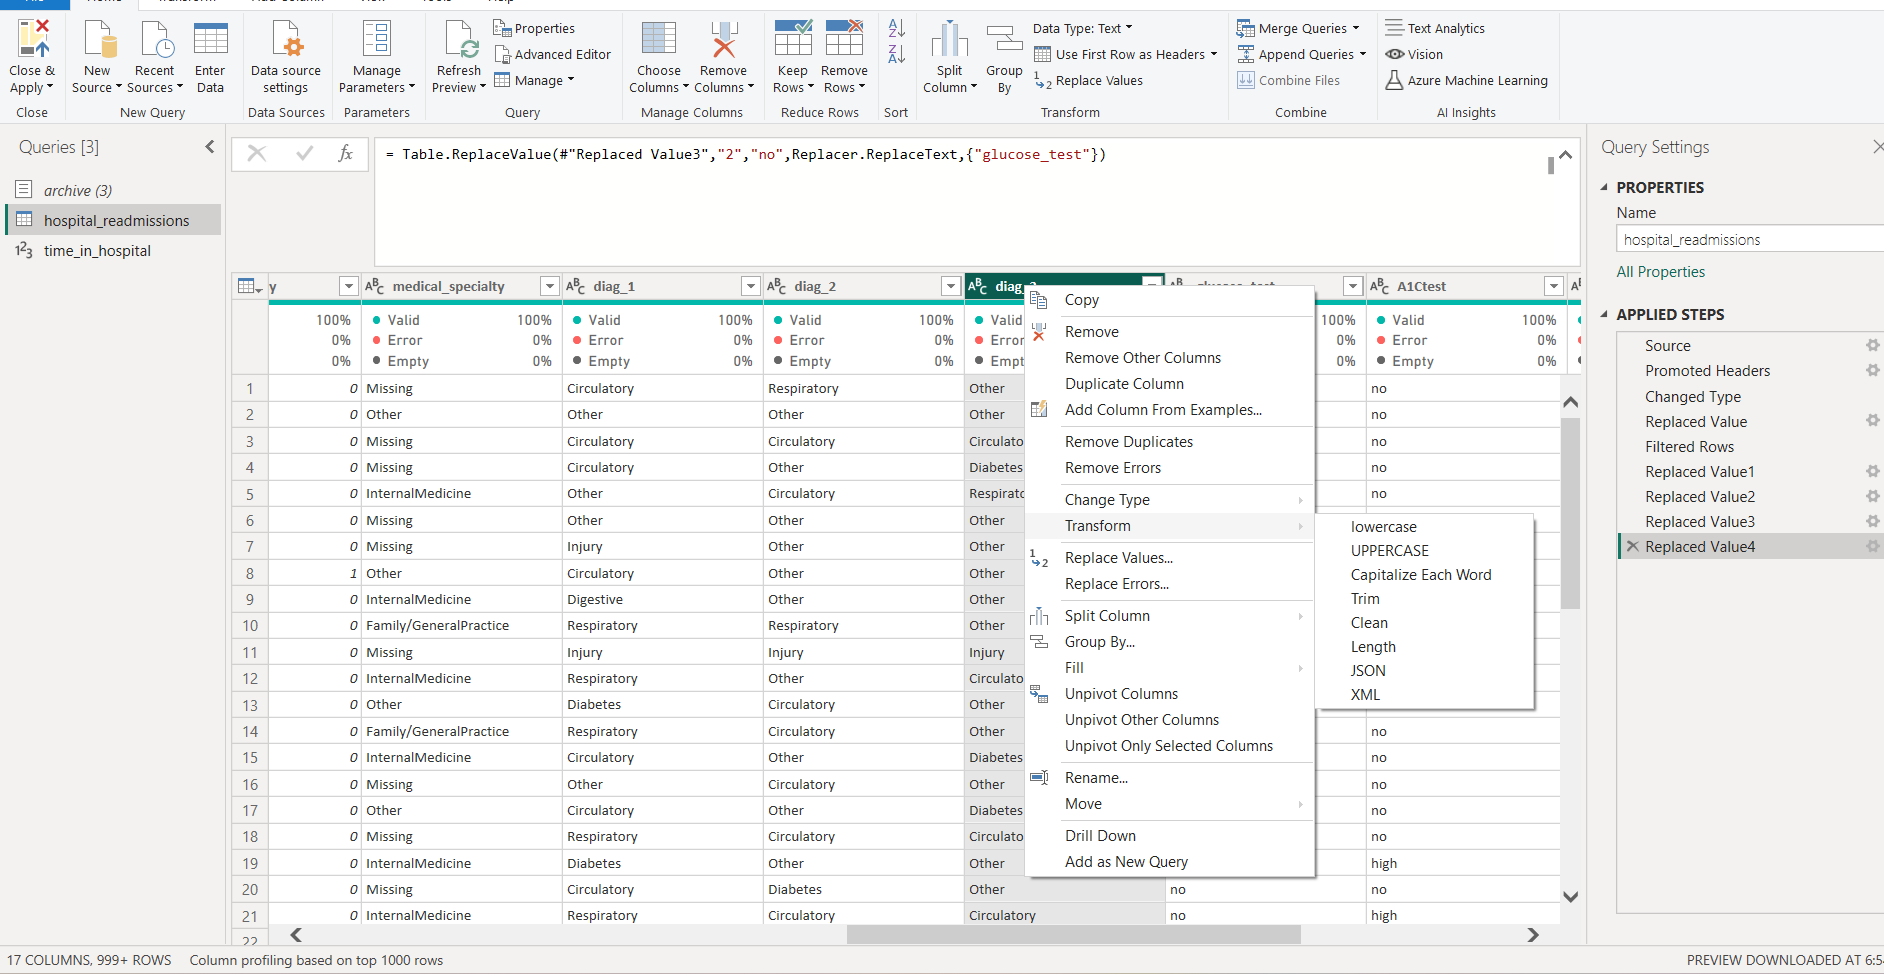 File Home Transform Add Column View Tools Help
Close & Apply
New Source
Recent Sources
Enter Data
Data source settings
Manage Parameters
Refresh Preview
Properties
Advanced Editor
Manage
Choose Columns
Remove Columns
Keep Rows
Remove Rows
Split Column
Group By
Data Type: Text
Use First Row as Headers
Replace Values
Merge Queries
Append Queries
Combine Files
Text Analytics
Vision
Azure Machine Learning
Close New Query Data Sources Parameters Query Manage Columns Reduce Rows Sort Transform Combine AI Insights
Queries [3]
archive (3)
hospital_readmissions
time_in_hospital
fx
= Table.ReplaceValue(#"Replaced Value3","2","no",Replacer.ReplaceText,{"glucose_test"})
y medical_specialty diag_1 diag_2 diag_3 glucose_test A1Ctest
100% Valid 100% Valid 100% Valid 100% Valid 100% Valid 100%
0% Error 0% Error 0% Error 0% Error 0% Error 0%
0% Empty 0% Empty 0% Empty 0% Empt 0% Empty 0%
1 0 Missing Circulatory Respiratory Other no
2 0 Other Other Other Other no
3 0 Missing Circulatory Circulatory Circulato no
4 0 Missing Circulatory Other Diabetes no
5 0 InternalMedicine Other Circulatory Respirato no
6 0 Missing Other Other Other
7 0 Missing Injury Other Other
8 1 Other Circulatory Other Other
9 0 InternalMedicine Digestive Other Other
10 0 Family/GeneralPractice Respiratory Respiratory Other
11 0 Missing Injury Injury Injury
12 0 InternalMedicine Respiratory Other Circulato
13 0 Other Diabetes Circulatory Other
14 0 Family/GeneralPractice Respiratory Circulatory Other no
15 0 InternalMedicine Circulatory Other Diabetes no
16 0 Missing Other Circulatory Other no
17 0 Other Circulatory Other Diabetes no
18 0 Missing Respiratory Circulatory Circulato no
19 0 InternalMedicine Diabetes Other Other high
20 0 Missing Circulatory Diabetes Other no no
21 0 InternalMedicine Respiratory Circulatory Circulatory no high
22
Copy
Remove
Remove Other Columns
Duplicate Column
Add Column From Examples...
Remove Duplicates
Remove Errors
Change Type
Transform
Replace Values...
Replace Errors...
Split Column
Group By...
Fill
Unpivot Columns
Unpivot Other Columns
Unpivot Only Selected Columns
Rename...
Move
Drill Down
Add as New Query
lowercase
UPPERCASE
Capitalize Each Word
Trim
Clean
Length
JSON
XML
Query Settings
PROPERTIES
Name
hospital_readmissions
All Properties
APPLIED STEPS
Source
Promoted Headers
Changed Type
Replaced Value
Filtered Rows
Replaced Value1
Replaced Value2
Replaced Value3
Replaced Value4
17 COLUMNS, 999+ ROWS Column profiling based on top 1000 rows PREVIEW DOWNLOADED AT 6:54